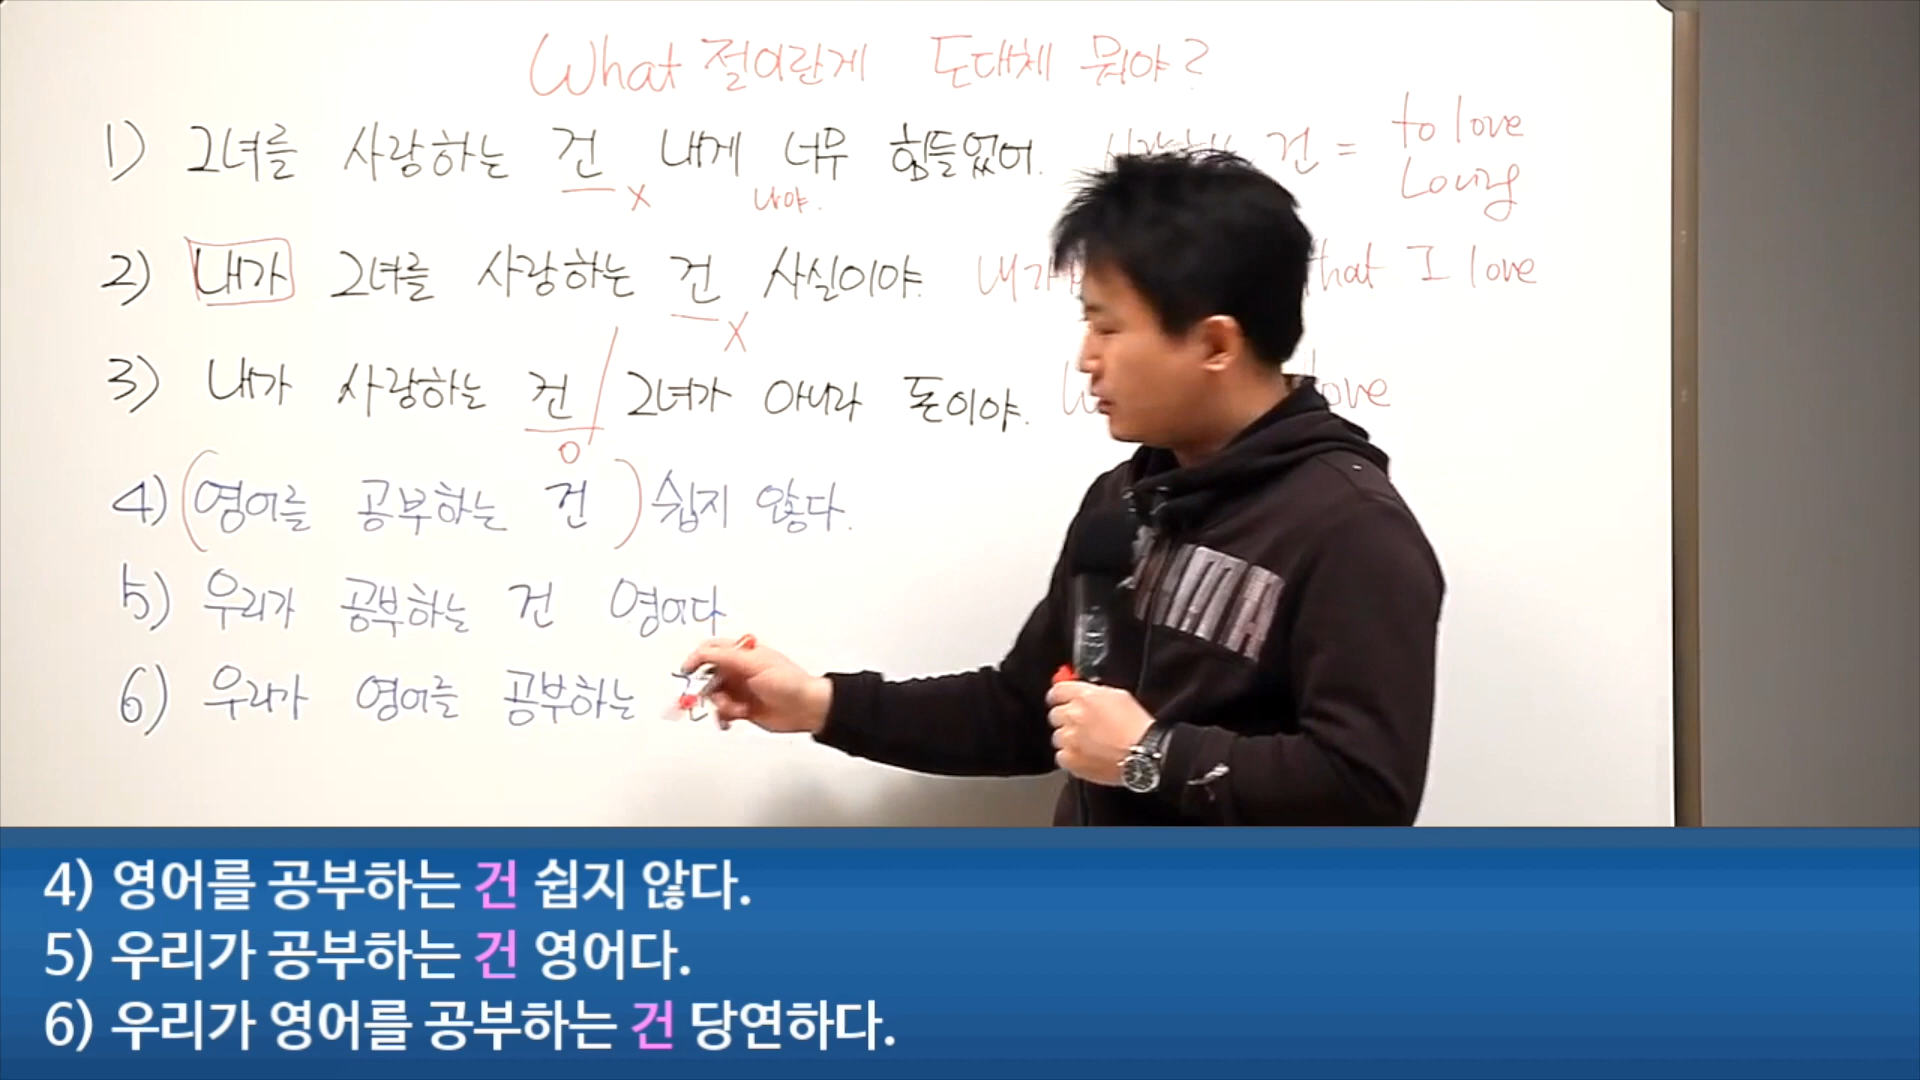 What 절이란게 도대체 뭐야?
1) 그녀를 사랑하는 건 내게 너무 힘들었어. 건 = to love
x 나야. Loving
2) 내가 그녀를 사랑하는 건 사실이야. 내가 that I love
x
3) 내가 사랑하는 건 / 그녀가 아니라 돈이야. love
o
4) (영어를 공부하는 건) 쉽지 않다.
5) 우리가 공부하는 건 영어다
6) 우리가 영어를 공부하는 건
4) 영어를 공부하는 건 쉽지 않다.
5) 우리가 공부하는 건 영어다.
6) 우리가 영어를 공부하는 건 당연하다.